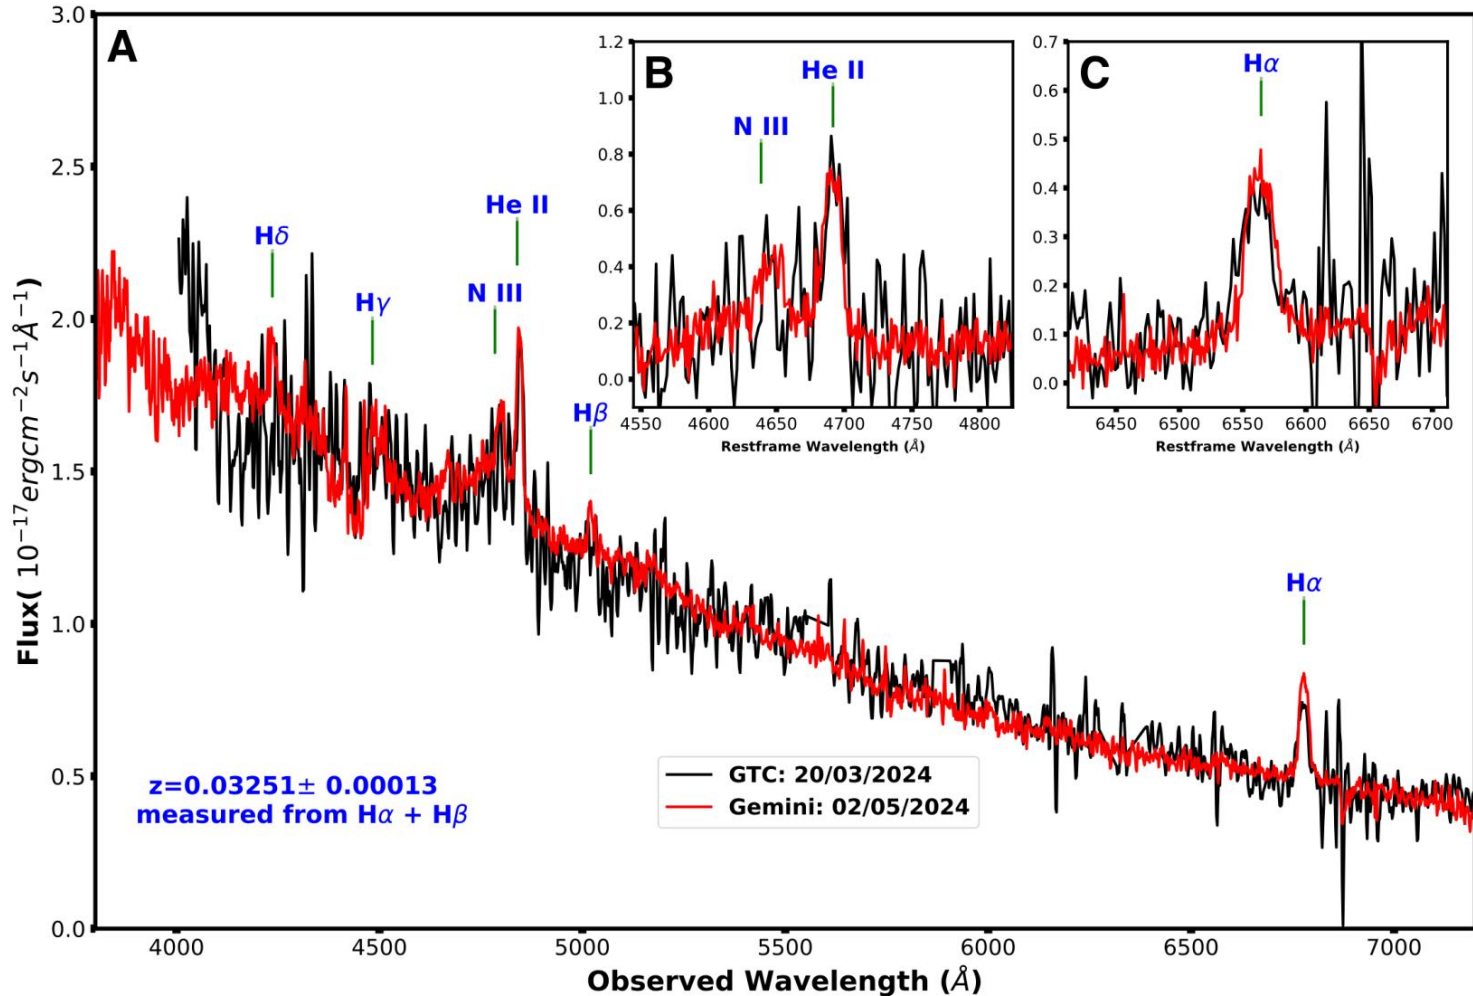 A
B
C
3.0
2.5
2.0
1.5
1.0
0.5
0.0
Flux( 10⁻¹⁷ergcm⁻²s⁻¹Å⁻¹)
4000 4500 5000 5500 6000 6500 7000
Observed Wavelength (Å)
Hδ
Hγ
He II
N III
Hβ
Hα
z=0.03251± 0.00013
measured from Hα + Hβ
GTC: 20/03/2024
Gemini: 02/05/2024
1.2
1.0
0.8
0.6
0.4
0.2
0.0
He II
N III
4550 4600 4650 4700 4750 4800
Restframe Wavelength (Å)
0.7
0.6
0.5
0.4
0.3
0.2
0.1
0.0
Hα
6450 6500 6550 6600 6650 6700
Restframe Wavelength (Å)